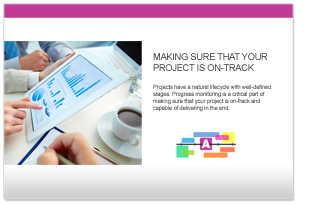 MAKING SURE THAT YOUR
PROJECT IS ON-TRACK
Projects have a natural lifecycle with well-defined
stages. Progress monitoring is a critcal part of
making sure that your project is on-track and
capable of delivering in the end.
A